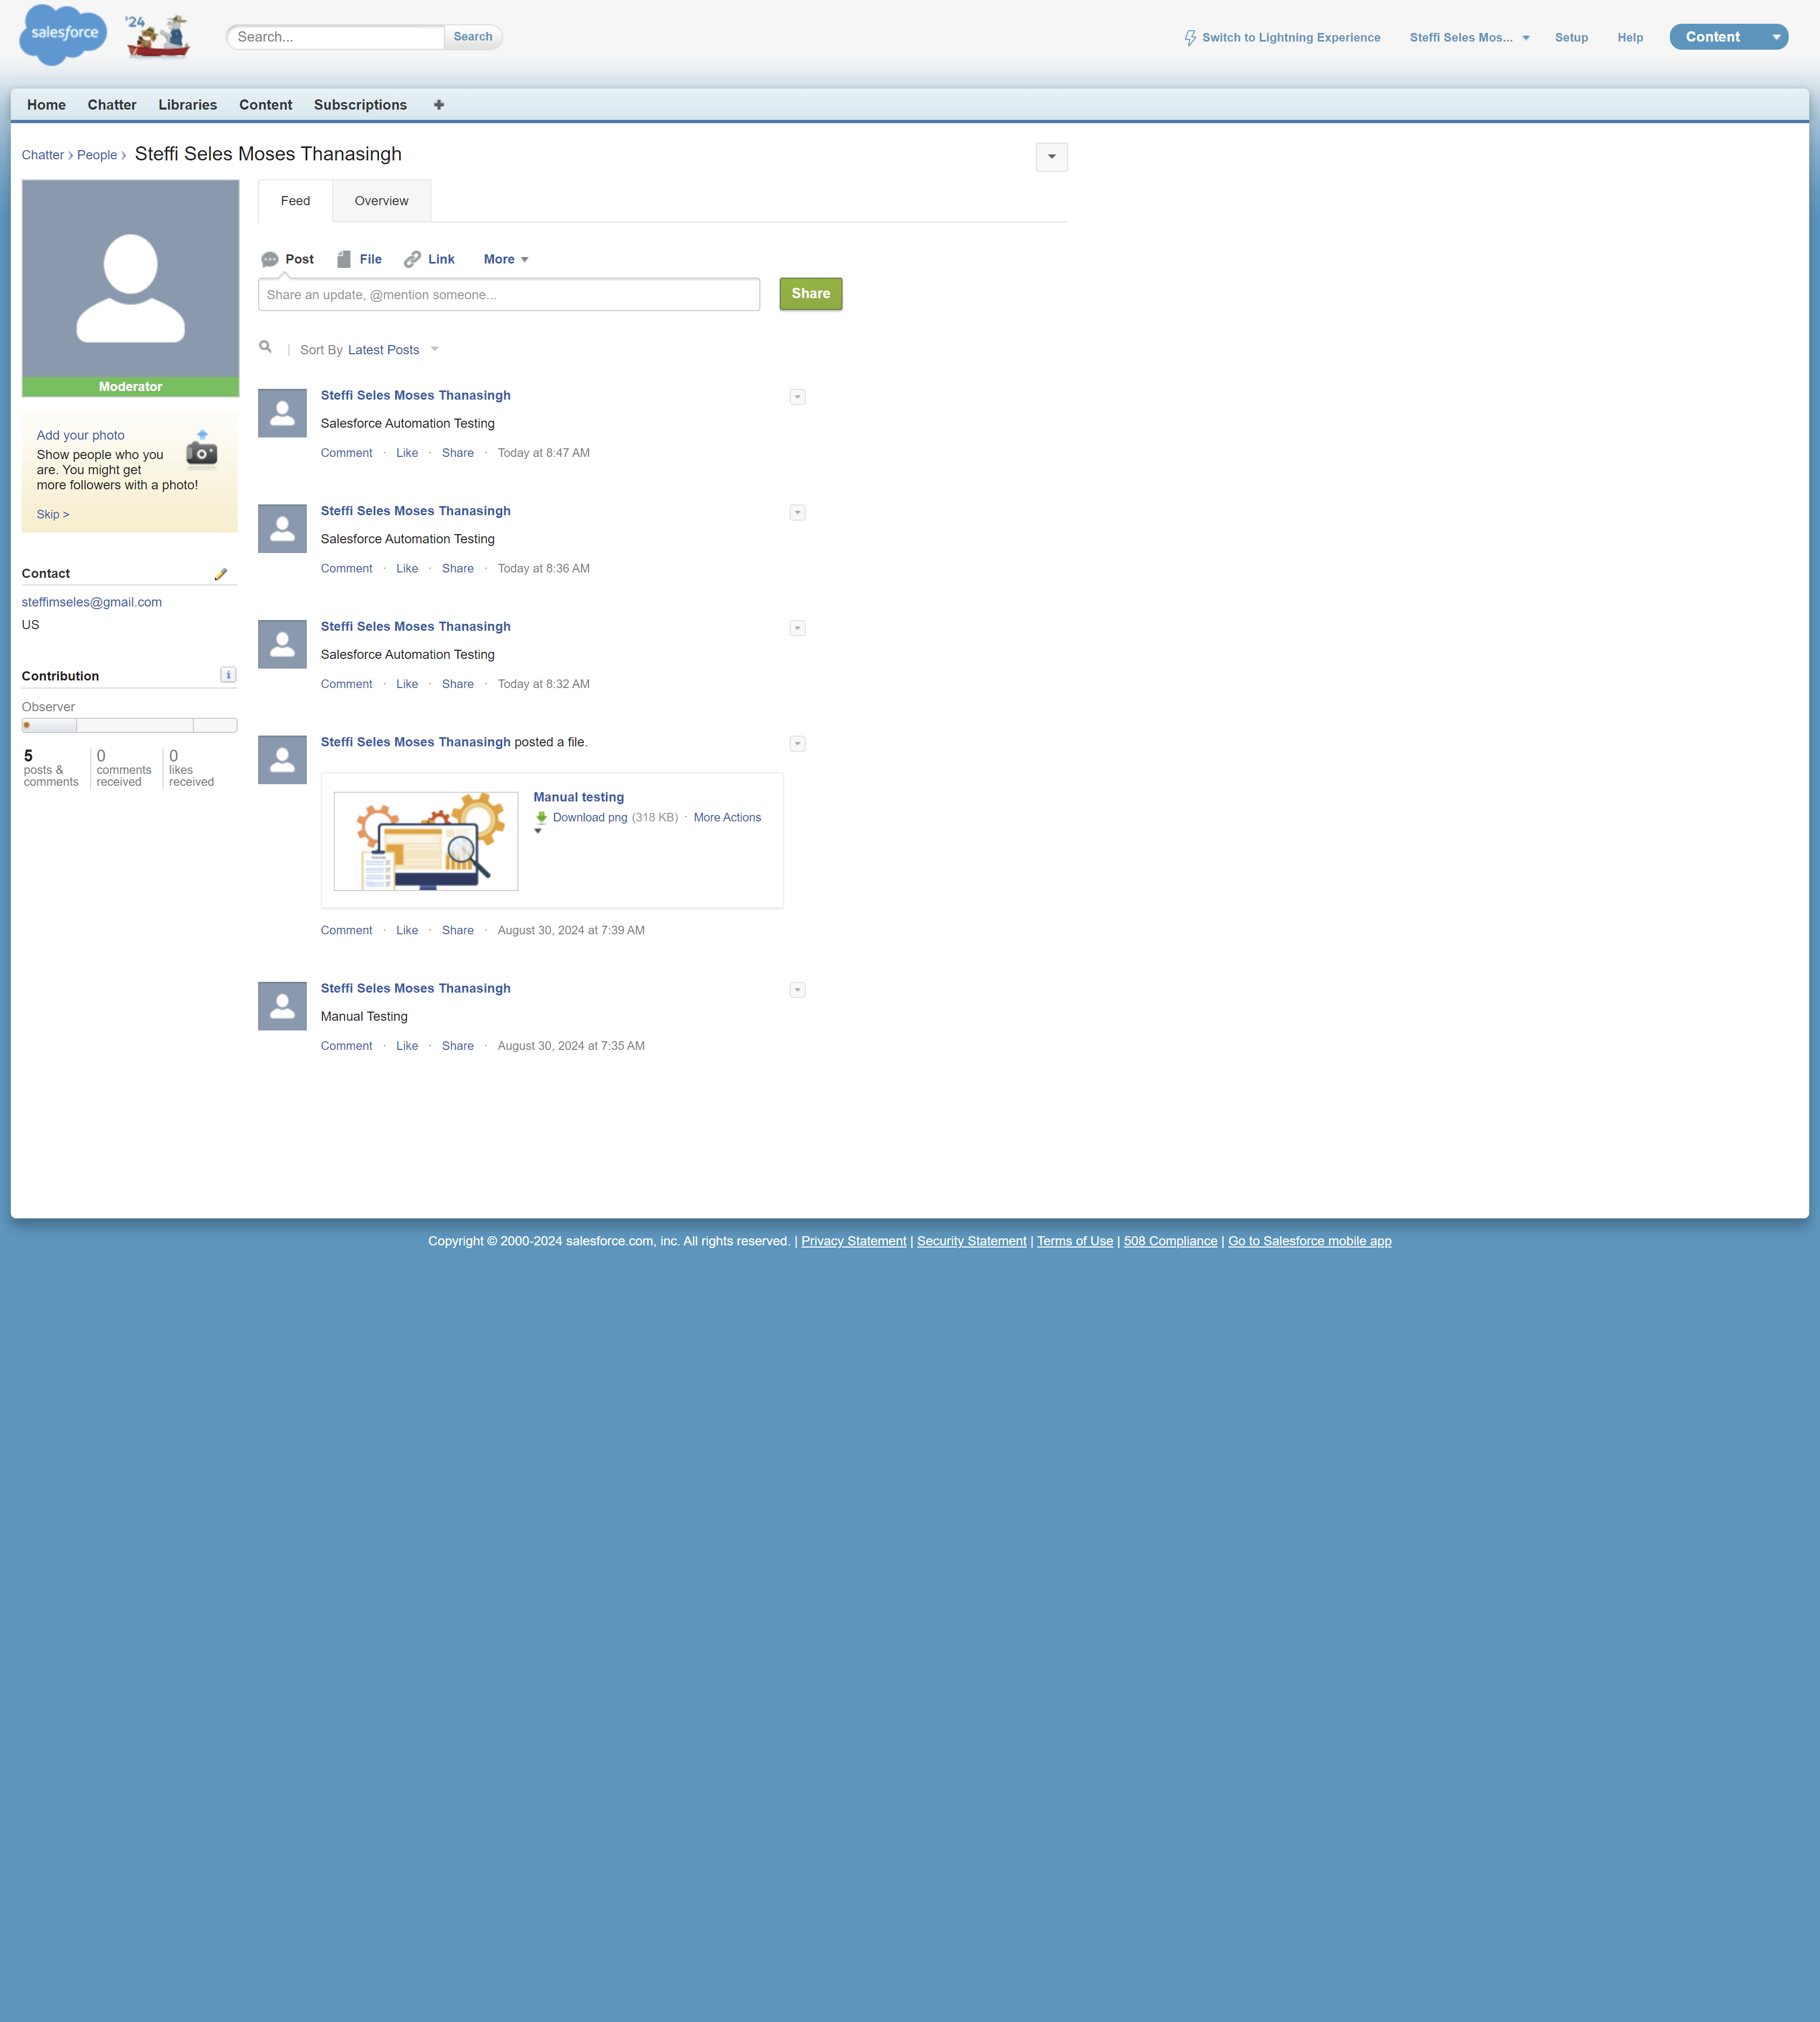 salesforce
'24
Search...
Search
Switch to Lightning Experience
Steffi Seles Mos...
Setup
Help
Content
Home
Chatter
Libraries
Content
Subscriptions
Chatter › People › Steffi Seles Moses Thanasingh
Moderator
Add your photo
Show people who you
are. You might get
more followers with a photo!
Skip >
Contact
steffimseles@gmail.com
US
Contribution
Observer
5
posts &
comments
0
comments
received
0
likes
received
Feed
Overview
Post
File
Link
More
Share an update, @mention someone...
Share
Sort By Latest Posts
Steffi Seles Moses Thanasingh
Salesforce Automation Testing
Comment · Like · Share · Today at 8:47 AM
Steffi Seles Moses Thanasingh
Salesforce Automation Testing
Comment · Like · Share · Today at 8:36 AM
Steffi Seles Moses Thanasingh
Salesforce Automation Testing
Comment · Like · Share · Today at 8:32 AM
Steffi Seles Moses Thanasingh posted a file.
Manual testing
Download png (318 KB) · More Actions
Comment · Like · Share · August 30, 2024 at 7:39 AM
Steffi Seles Moses Thanasingh
Manual Testing
Comment · Like · Share · August 30, 2024 at 7:35 AM
Copyright © 2000-2024 salesforce.com, inc. All rights reserved. | Privacy Statement | Security Statement | Terms of Use | 508 Compliance | Go to Salesforce mobile app